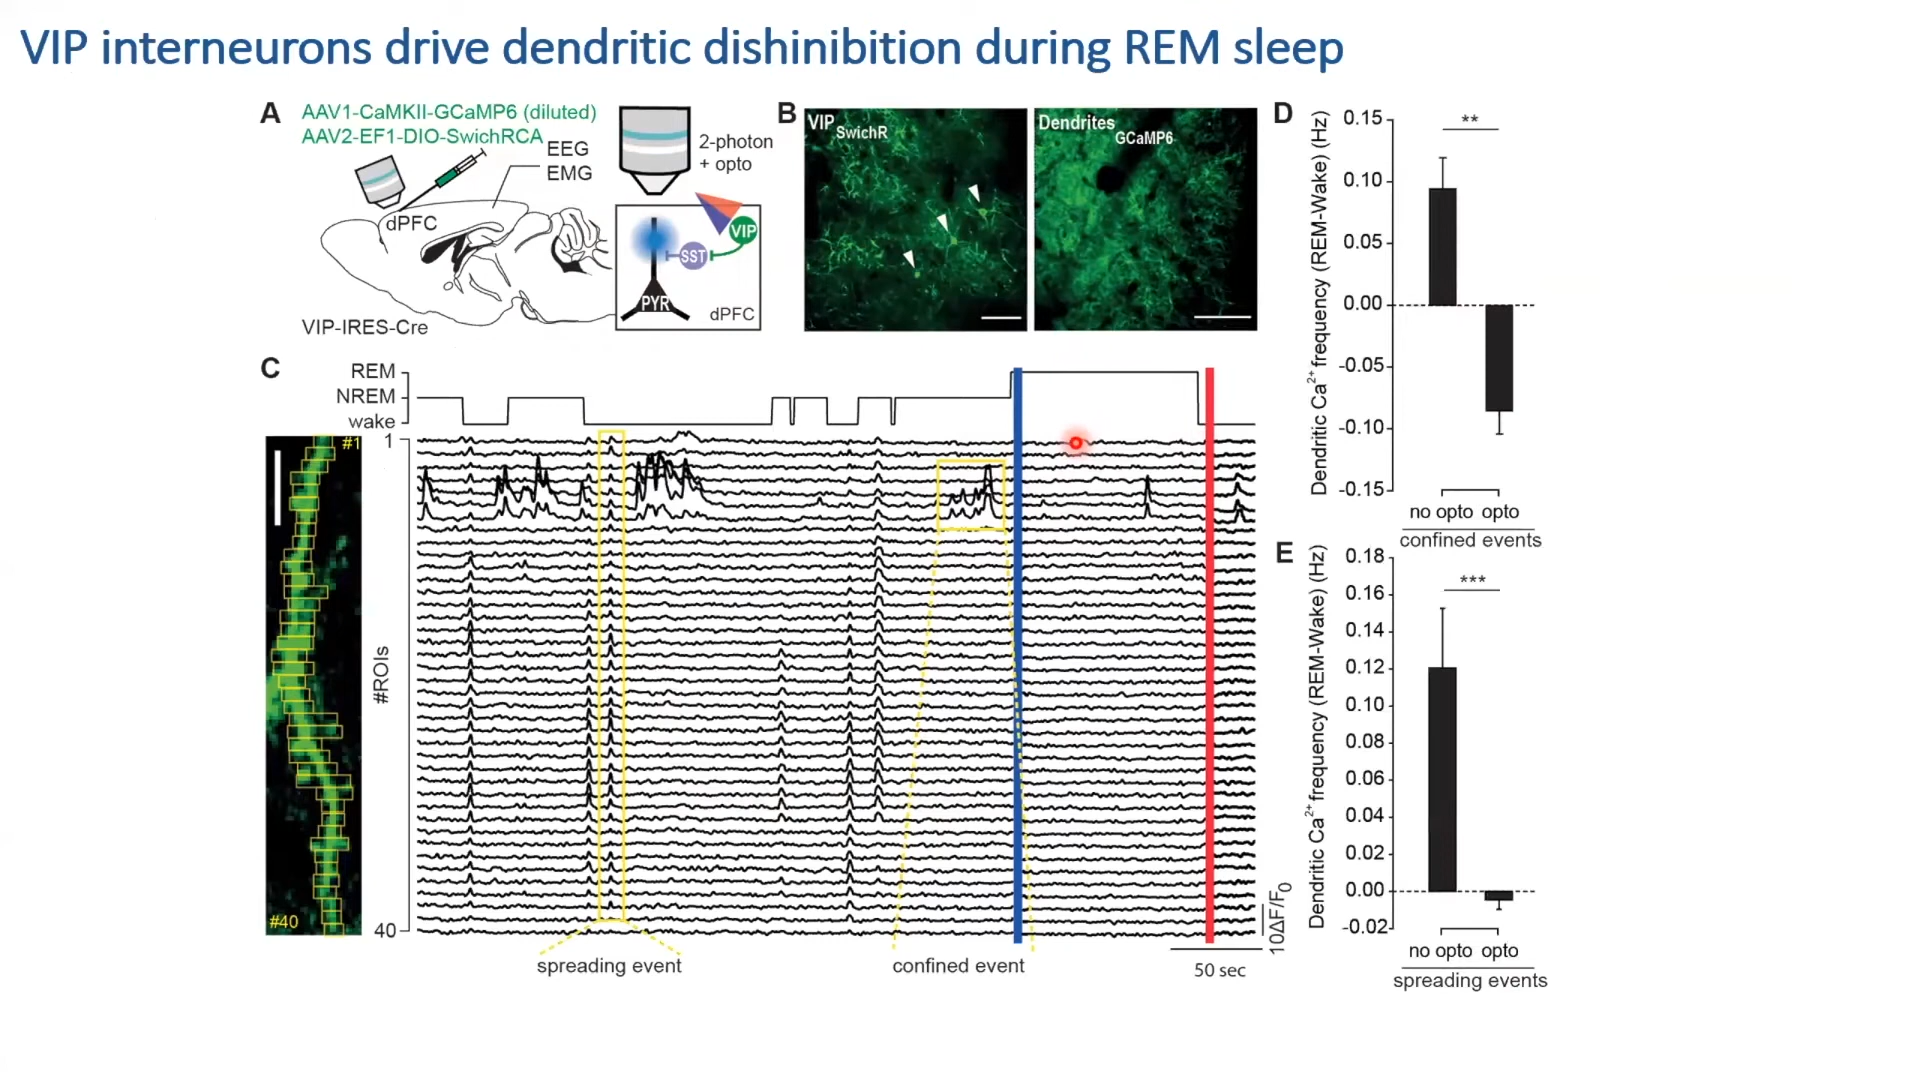 VIP interneurons drive dendritic dishinibition during REM sleep
A
AAV1-CaMKII-GCaMP6 (diluted)
AAV2-EF1-DIO-SwichRCA
EEG
EMG
dPFC
VIP-IRES-Cre
2-photon
+ opto
VIP
SST
PYR
dPFC
B
VIP SwichR
Dendrites GCaMP6
C
REM
NREM
wake
#1
#40
1
#ROIs
40
spreading event
confined event
10ΔF/F0
50 sec
D
Dendritic Ca2+ frequency (REM-Wake) (Hz)
0.15
0.10
0.05
0.00
-0.05
-0.10
-0.15
**
no opto opto
confined events
E
Dendritic Ca2+ frequency (REM-Wake) (Hz)
0.18
0.16
0.14
0.12
0.10
0.08
0.06
0.04
0.02
0.00
-0.02
***
no opto opto
spreading events